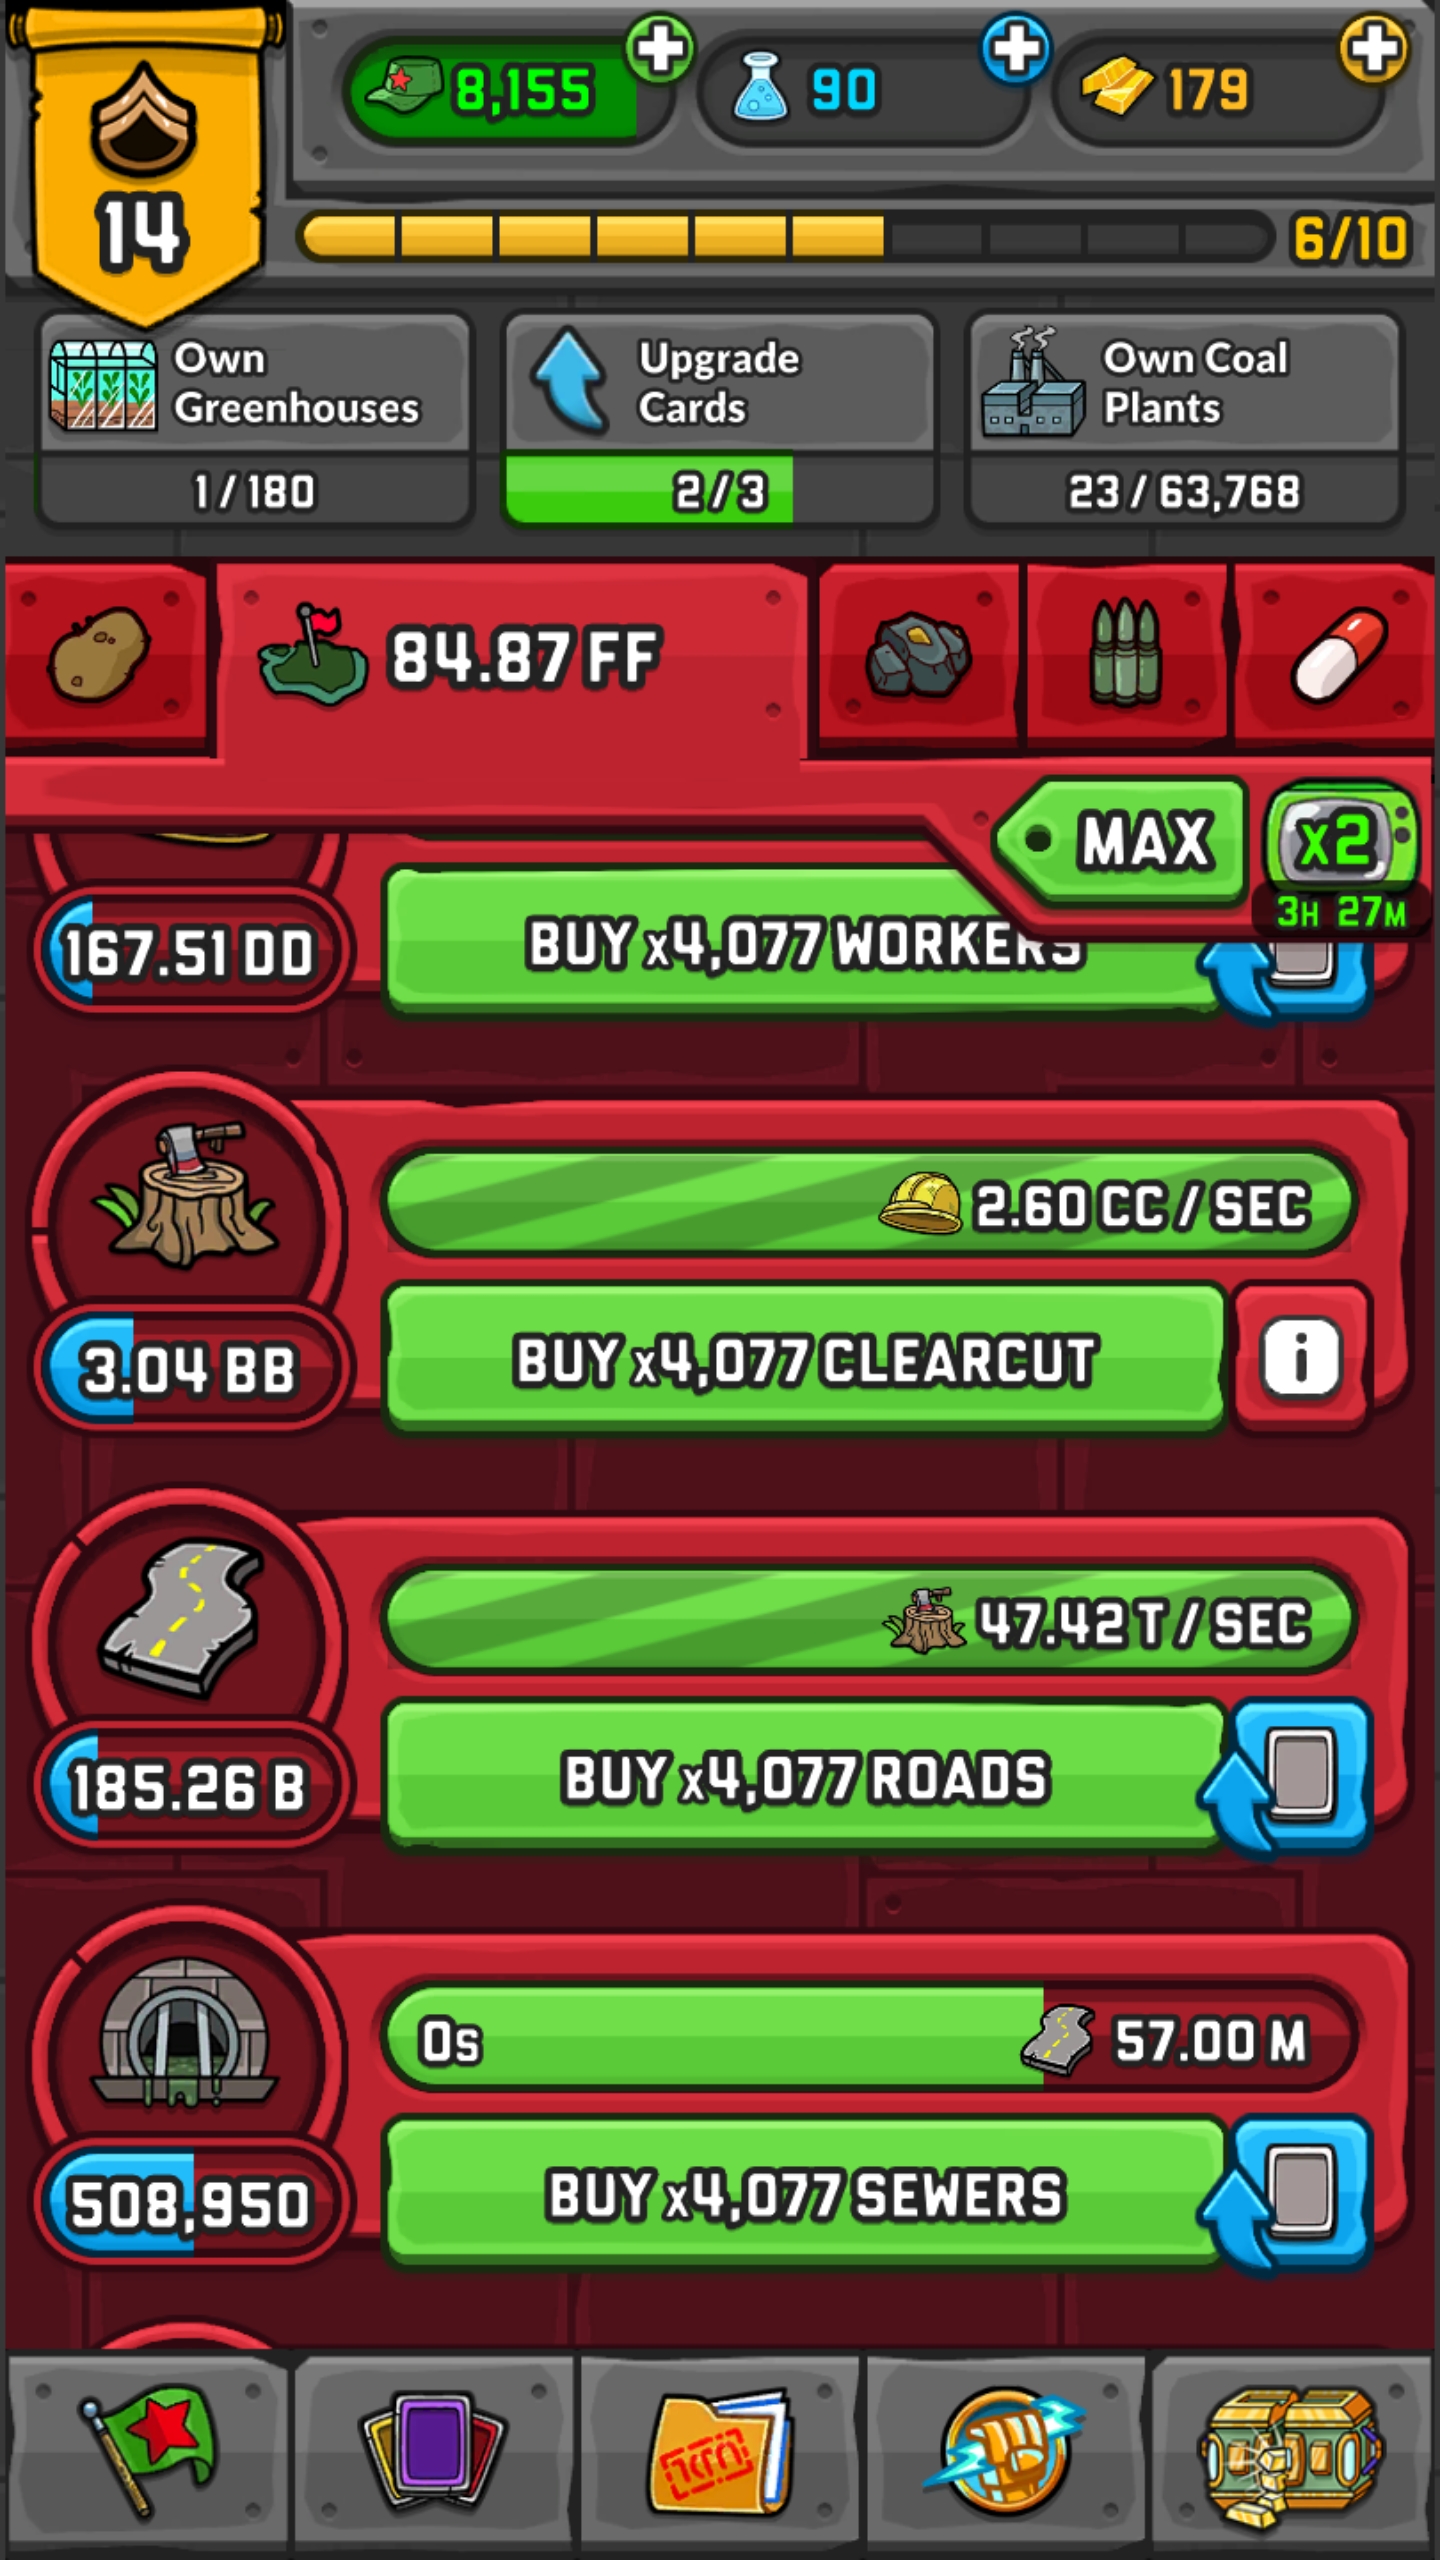 8,155
90
179
14
6/10
Own
Greenhouses
1/180
Upgrade
Cards
2/3
Own Coal
Plants
23/63,768
84.87 FF
MAX
x2
3H 27M
167.51 DD
BUY x4,077 WORKERS
2.60 CC / SEC
3.04 BB
BUY x4,077 CLEARCUT
i
47.42 T / SEC
185.26 B
BUY x4,077 ROADS
0s
57.00 M
508,950
BUY x4,077 SEWERS